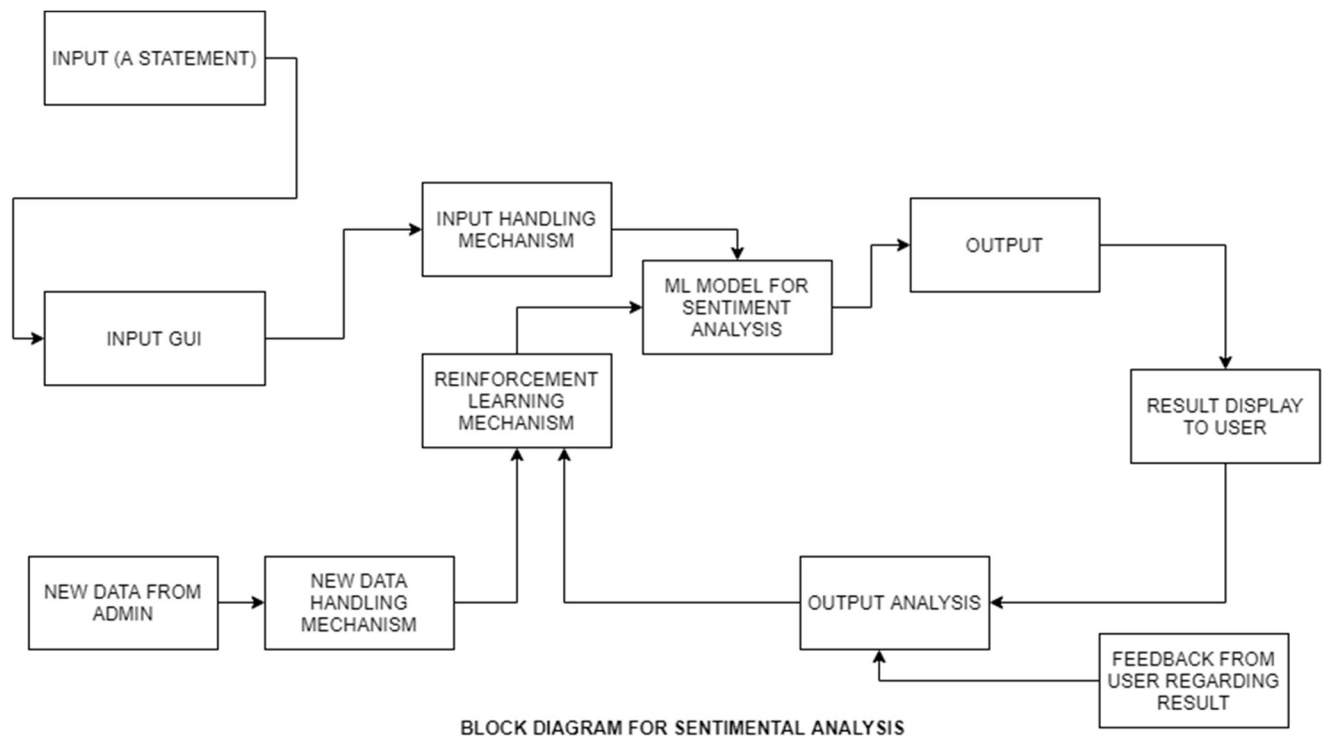 INPUT (A STATEMENT)
INPUT HANDLING
MECHANISM
OUTPUT
ML MODEL FOR
SENTIMENT
ANALYSIS
INPUT GUI
REINFORCEMENT
LEARNING
MECHANISM
RESULT DISPLAY
TO USER
NEW DATA FROM
ADMIN
NEW DATA
HANDLING
MECHANISM
OUTPUT ANALYSIS
FEEDBACK FROM
USER REGARDING
RESULT
BLOCK DIAGRAM FOR SENTIMENTAL ANALYSIS